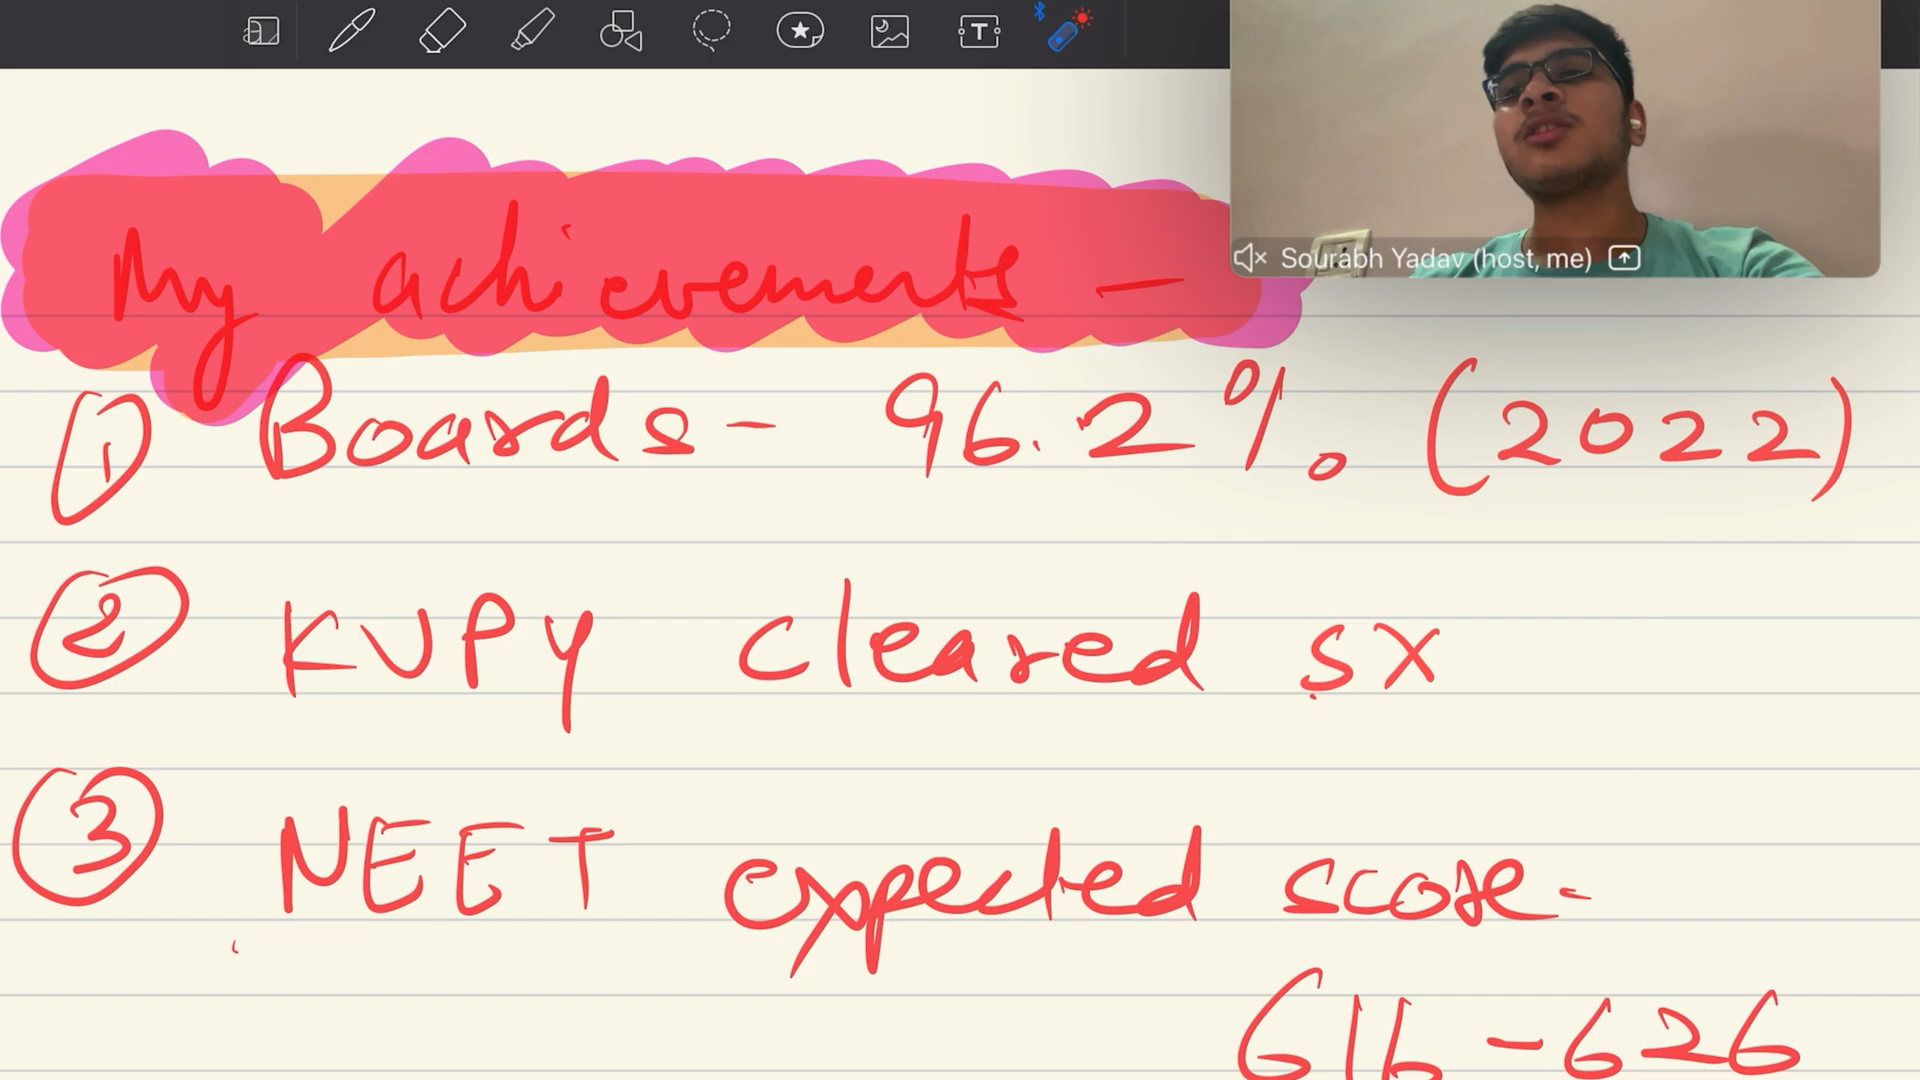 Sourabh Yadav (host, me)
My achievements -
① Boards - 96.2% (2022)
② KVPY cleared SX
③ NEET expected score-
616-626